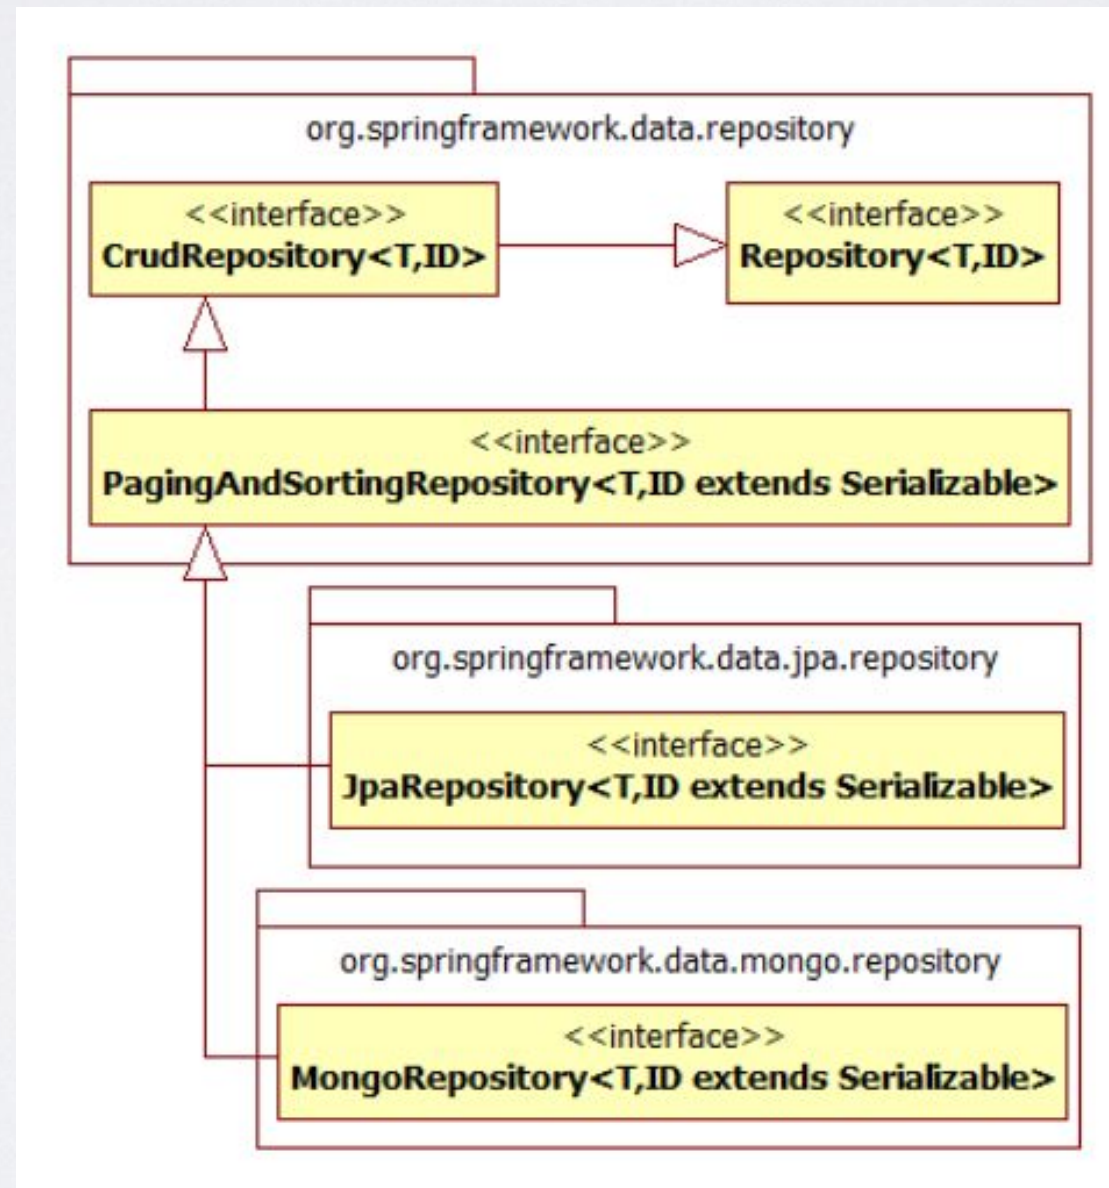 org.springframework.data.repository
<<interface>>
CrudRepository<T,ID>
<<interface>>
Repository<T,ID>
<<interface>>
PagingAndSortingRepository<T,ID extends Serializable>
org.springframework.data.jpa.repository
<<interface>>
JpaRepository<T,ID extends Serializable>
org.springframework.data.mongo.repository
<<interface>>
MongoRepository<T,ID extends Serializable>